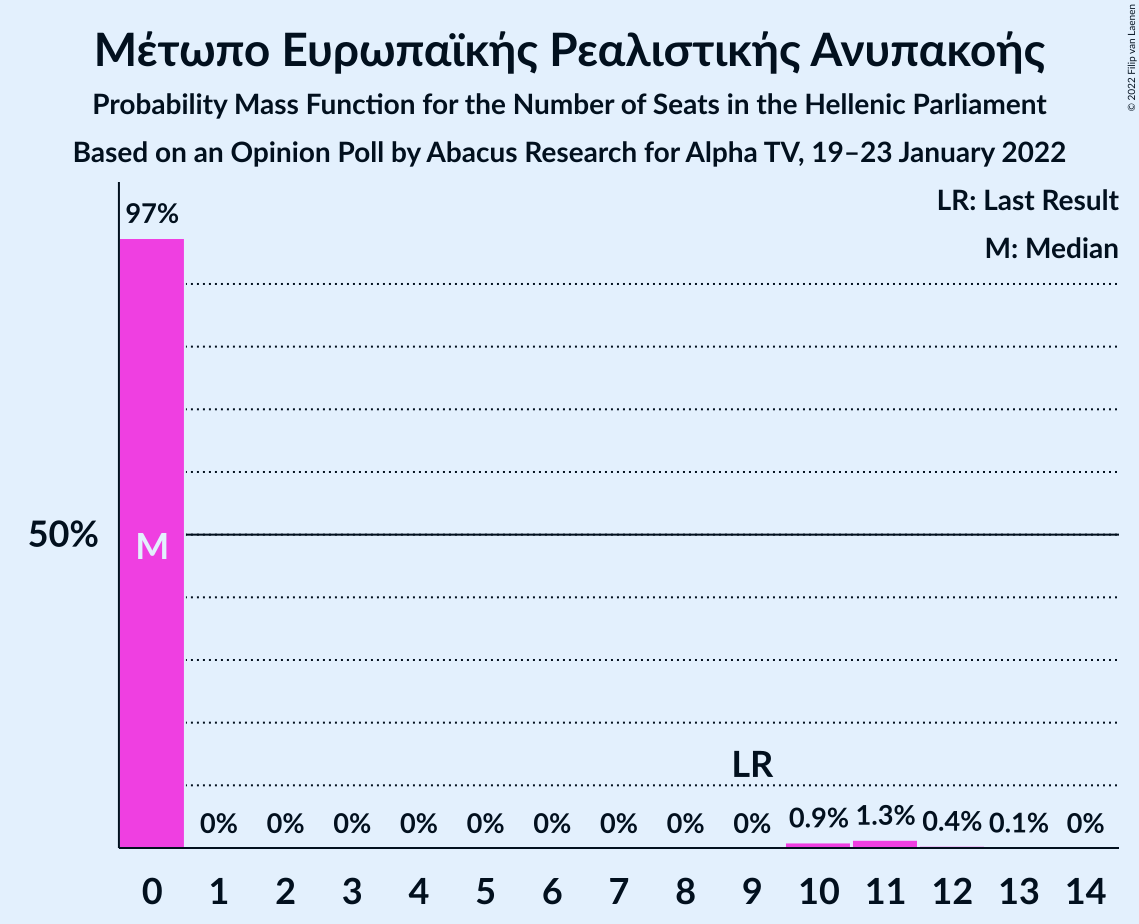 Μέτωπο Ευρωπαϊκής Ρεαλιστικής Ανυπακοής
Probability Mass Function for the Number of Seats in the Hellenic Parliament
Based on an Opinion Poll by Abacus Research for Alpha TV, 19–23 January 2022
© 2022 Filip van Laenen
LR: Last Result
M: Median
97%
50%
M
LR
0% 0% 0% 0% 0% 0% 0% 0% 0% 0.9% 1.3% 0.4% 0.1% 0%
0 1 2 3 4 5 6 7 8 9 10 11 12 13 14